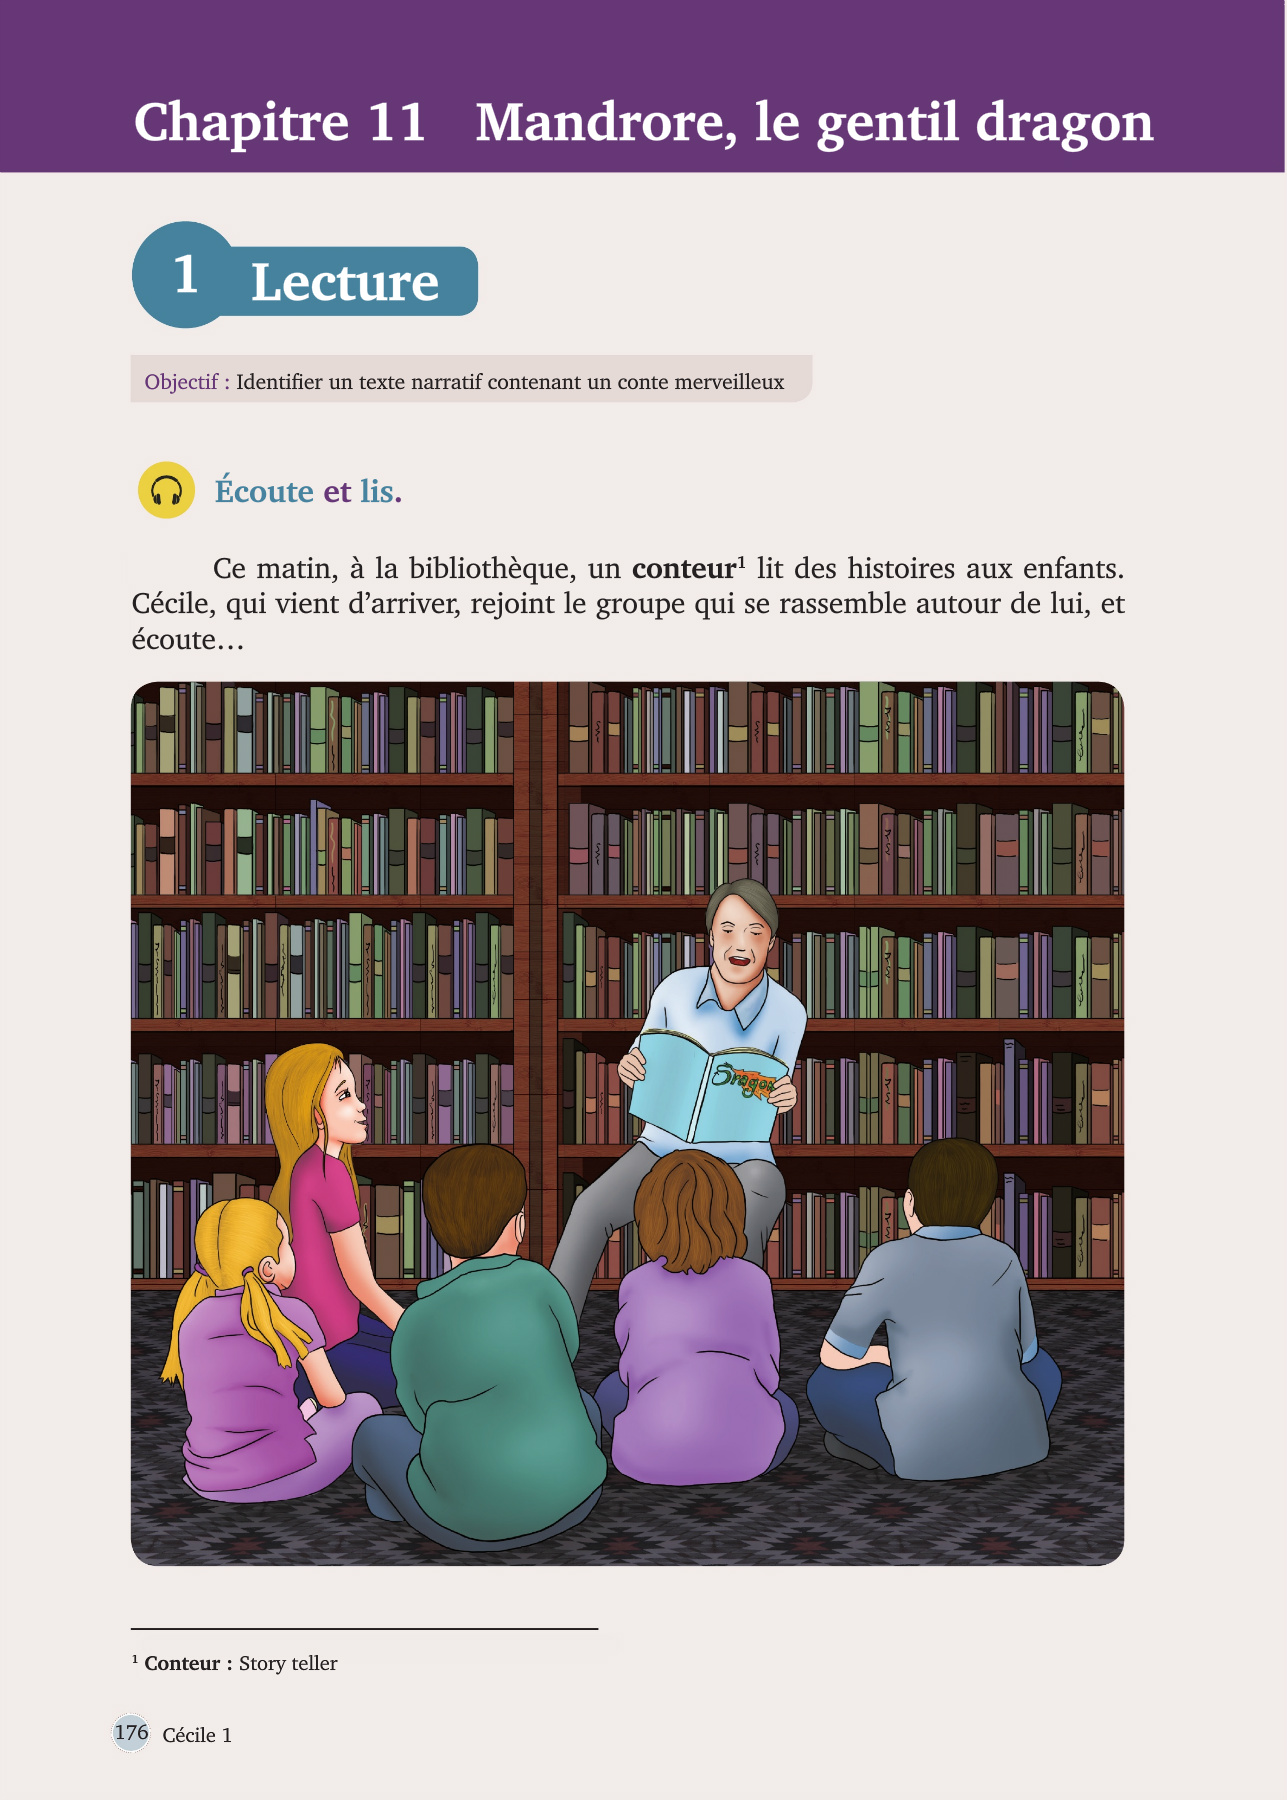 Chapitre 11 Mandrore, le gentil dragon
1 Lecture
Objectif : Identifier un texte narratif contenant un conte merveilleux
Écoute et lis.
Ce matin, à la bibliothèque, un conteur¹ lit des histoires aux enfants.
Cécile, qui vient d’arriver, rejoint le groupe qui se rassemble autour de lui, et
écoute…
Dragon
¹ Conteur : Story teller
176 Cécile 1